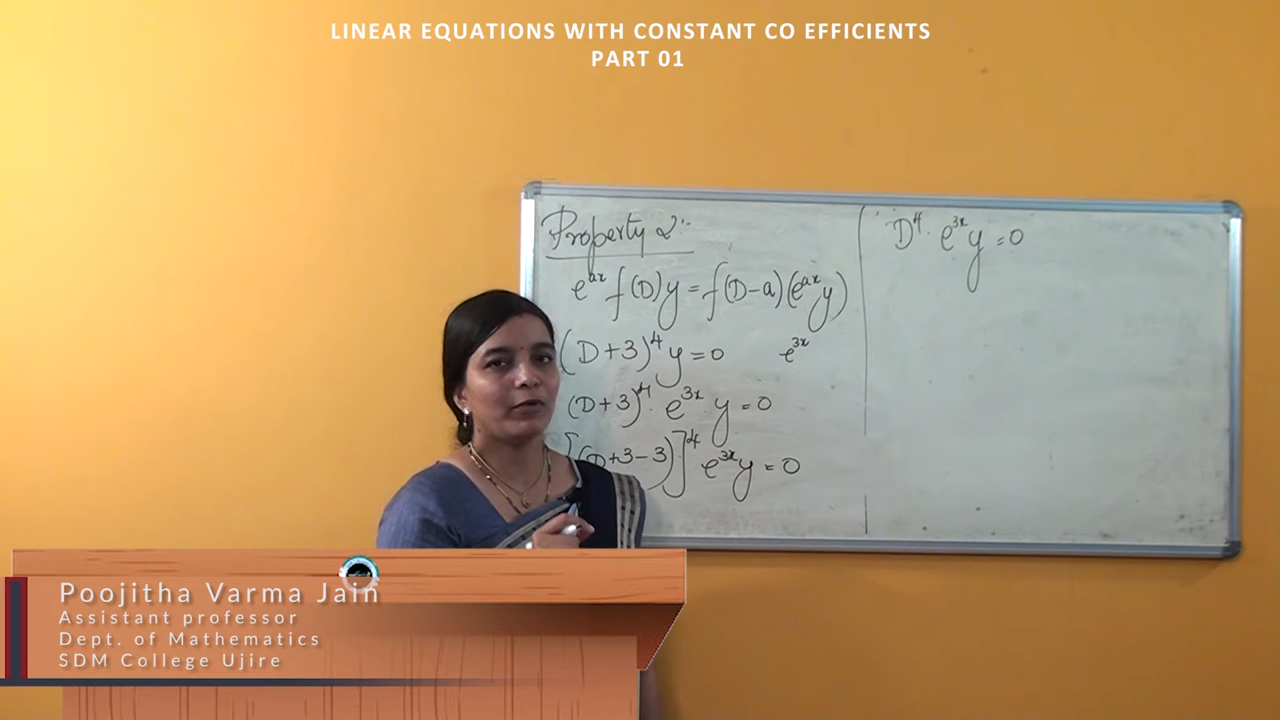 LINEAR EQUATIONS WITH CONSTANT CO EFFICIENTS
PART 01
Property 2:-
e^{ax} f(D)y = f(D-a)(e^{ax}y)
(D+3)^4 y = 0 e^{3x}
(D+3)^4 . e^{3x} . y = 0
[(D+3-3)]^4 e^{3x}y = 0
D^4 . e^{3x}y = 0
Poojitha Varma Jain
Assistant professor
Dept. of Mathematics
SDM College Ujire